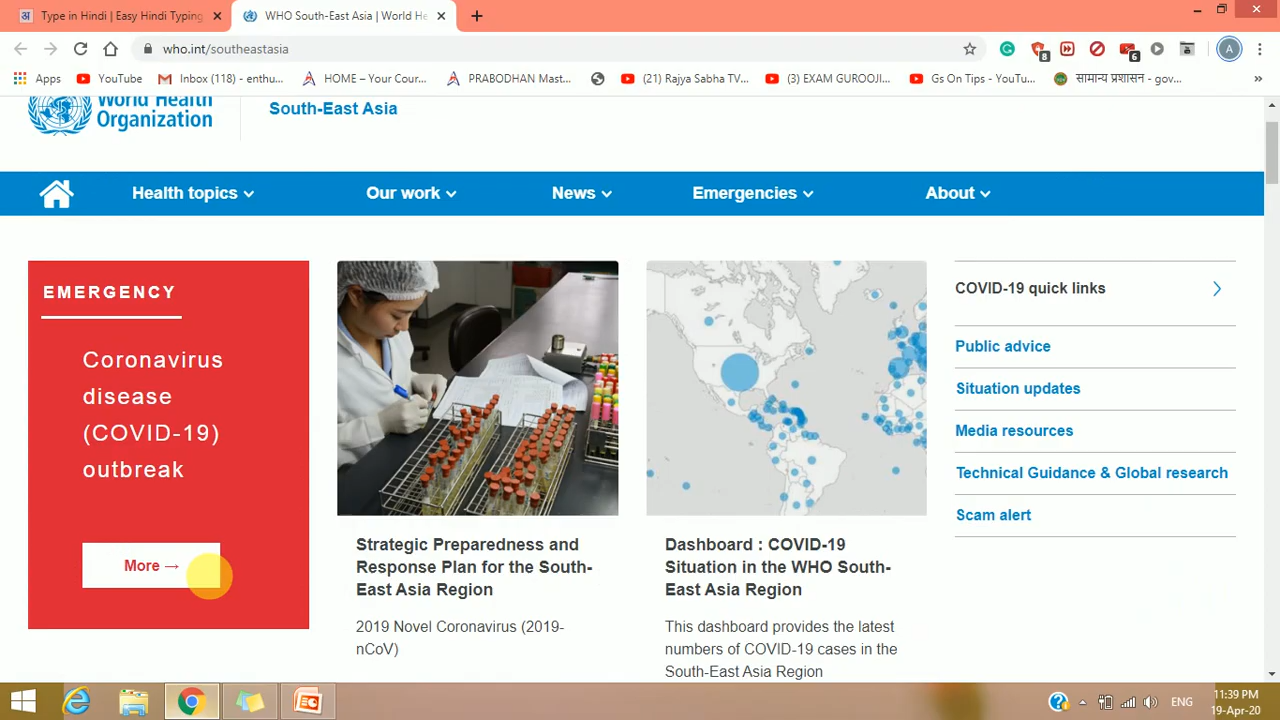 Type in Hindi | Easy Hindi Typing
WHO South-East Asia | World He
who.int/southeastasia
8
6
A
Apps
YouTube
Inbox (118) - enthu...
HOME – Your Cour...
PRABODHAN Mast...
(21) Rajya Sabha TV...
(3) EXAM GUROOJI...
Gs On Tips - YouTu...
सामान्य प्रशासन - gov...
»
World Health
Organization
South-East Asia
Health topics
Our work
News
Emergencies
About
EMERGENCY
Coronavirus
disease
(COVID-19)
outbreak
More →
Strategic Preparedness and
Response Plan for the South-
East Asia Region
2019 Novel Coronavirus (2019-
nCoV)
Dashboard : COVID-19
Situation in the WHO South-
East Asia Region
This dashboard provides the latest
numbers of COVID-19 cases in the
South-East Asia Region
COVID-19 quick links
Public advice
Situation updates
Media resources
Technical Guidance & Global research
Scam alert
ENG
11:39 PM
19-Apr-20